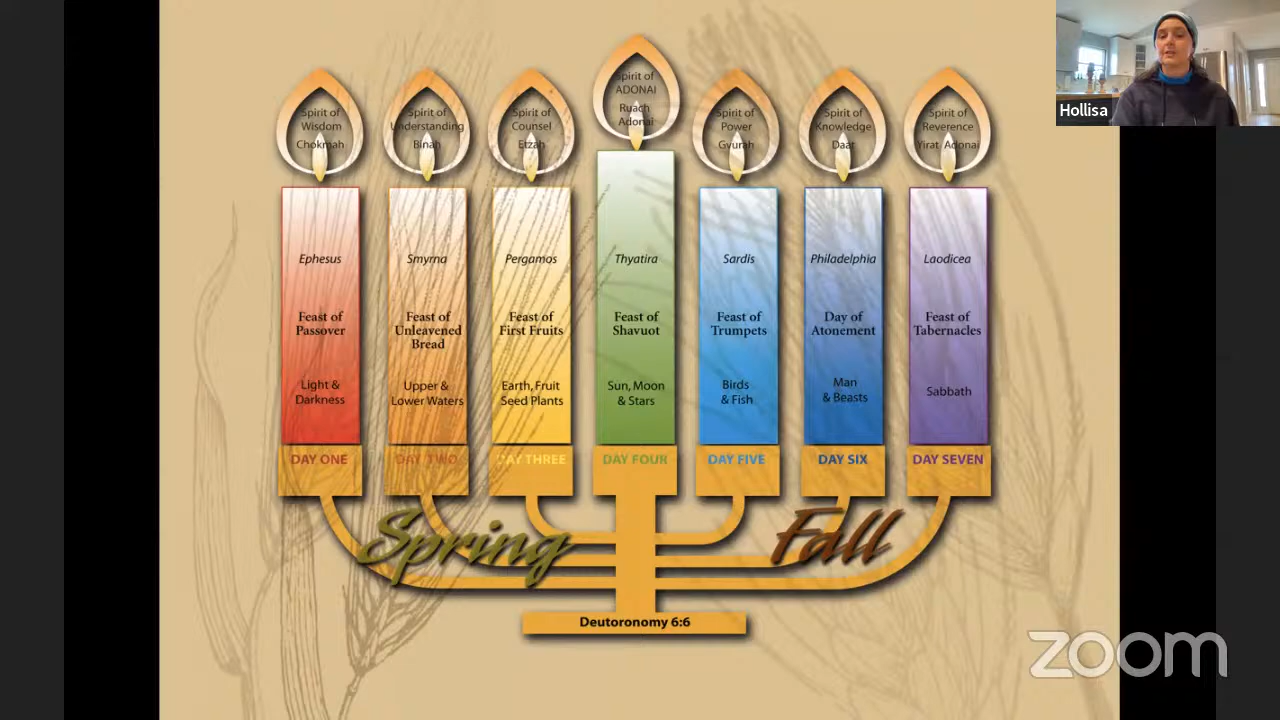 Spirit of
Wisdom
Chokmah
Spirit of
Understanding
Binah
Spirit of
Counsel
Etzah
Spirit of
ADONAI
Ruach
Adonai
Spirit of
Power
Gvurah
Spirit of
Knowledge
Daat
Spirit of
Reverence
Yirat Adonai
Hollisa
Ephesus
Smyrna
Pergamos
Thyatira
Sardis
Philadelphia
Laodicea
Feast of
Passover
Feast of
Unleavened
Bread
Feast of
First Fruits
Feast of
Shavuot
Feast of
Trumpets
Day of
Atonement
Feast of
Tabernacles
Light &
Darkness
Upper &
Lower Waters
Earth, Fruit
Seed Plants
Sun, Moon
& Stars
Birds
& Fish
Man
& Beasts
Sabbath
DAY ONE
DAY TWO
DAY THREE
DAY FOUR
DAY FIVE
DAY SIX
DAY SEVEN
Spring
Fall
Deutoronomy 6:6
zoom